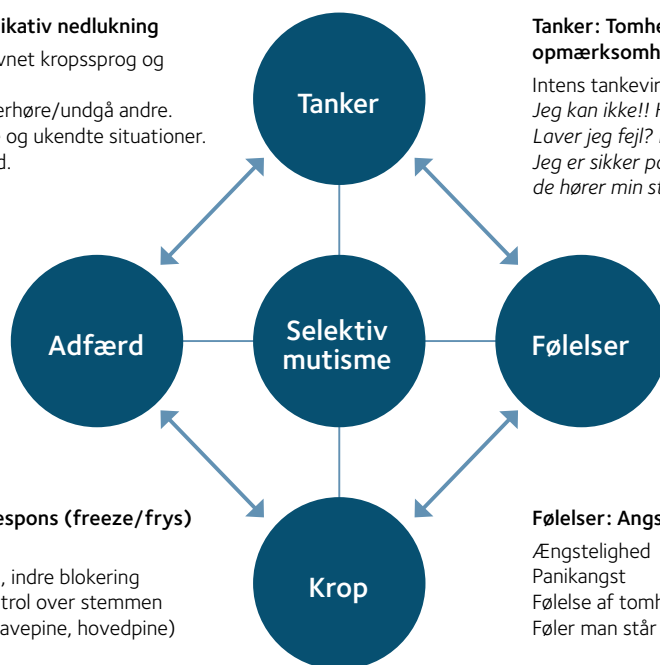 ikativ nedlukning
vnet kropssprog og
erhøre/undgå andre.
og ukendte situationer.
d.
Tanker
Tanker: Tomhe
opmærksomh
Intens tankevir
Jeg kan ikke!! H
Laver jeg fejl?
Jeg er sikker på
de hører min st
Adfærd
Selektiv
mutisme
Følelser
espons (freeze/frys)
, indre blokering
trol over stemmen
avepine, hovedpine)
Krop
Følelser: Angs
Ængstelighed
Panikangst
Følelse af tomh
Føler man står